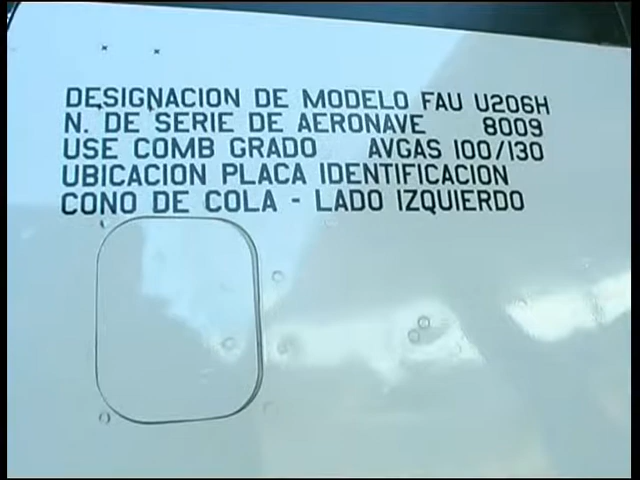 DESIGNACION DE MODELO FAU U206H
N. DE SERIE DE AERONAVE 8009
USE COMB GRADO AVGAS 100/130
UBICACION PLACA IDENTIFICACION
CONO DE COLA - LADO IZQUIERDO